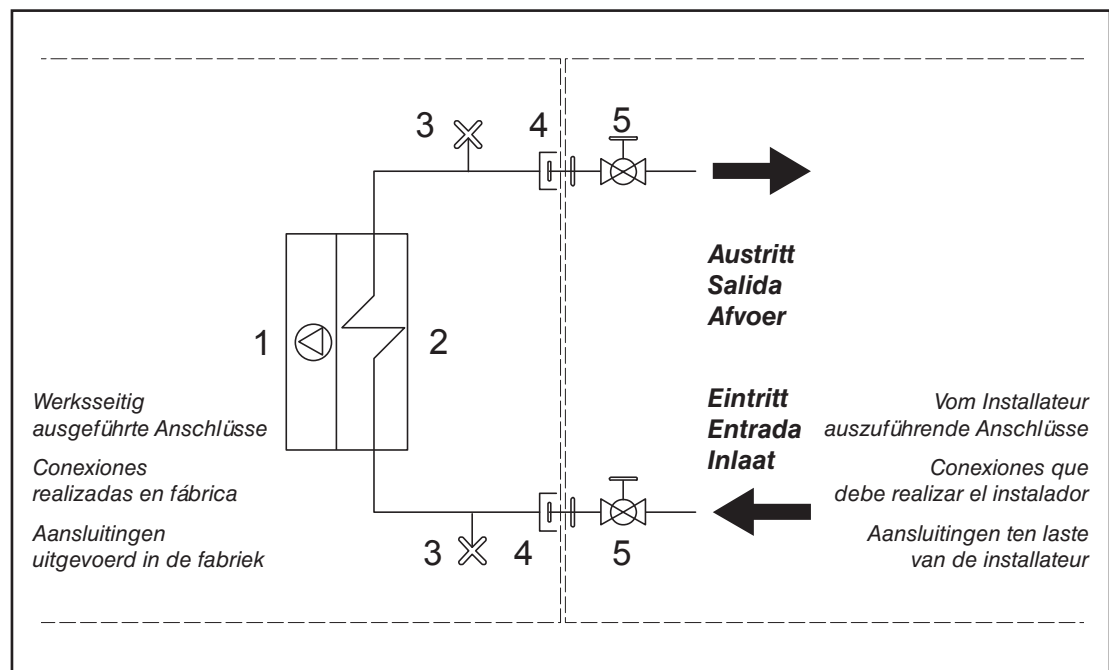 3
4
5
Austritt
Salida
Afvoer
1
2
Werksseitig
ausgeführte Anschlüsse
Conexiones
realizadas en fábrica
Aansluitingen
uitgevoerd in de fabriek
Eintritt
Entrada
Inlaat
Vom Installateur
auszuführende Anschlüsse
Conexiones que
debe realizar el instalador
Aansluitingen ten laste
van de installateur
3
4
5